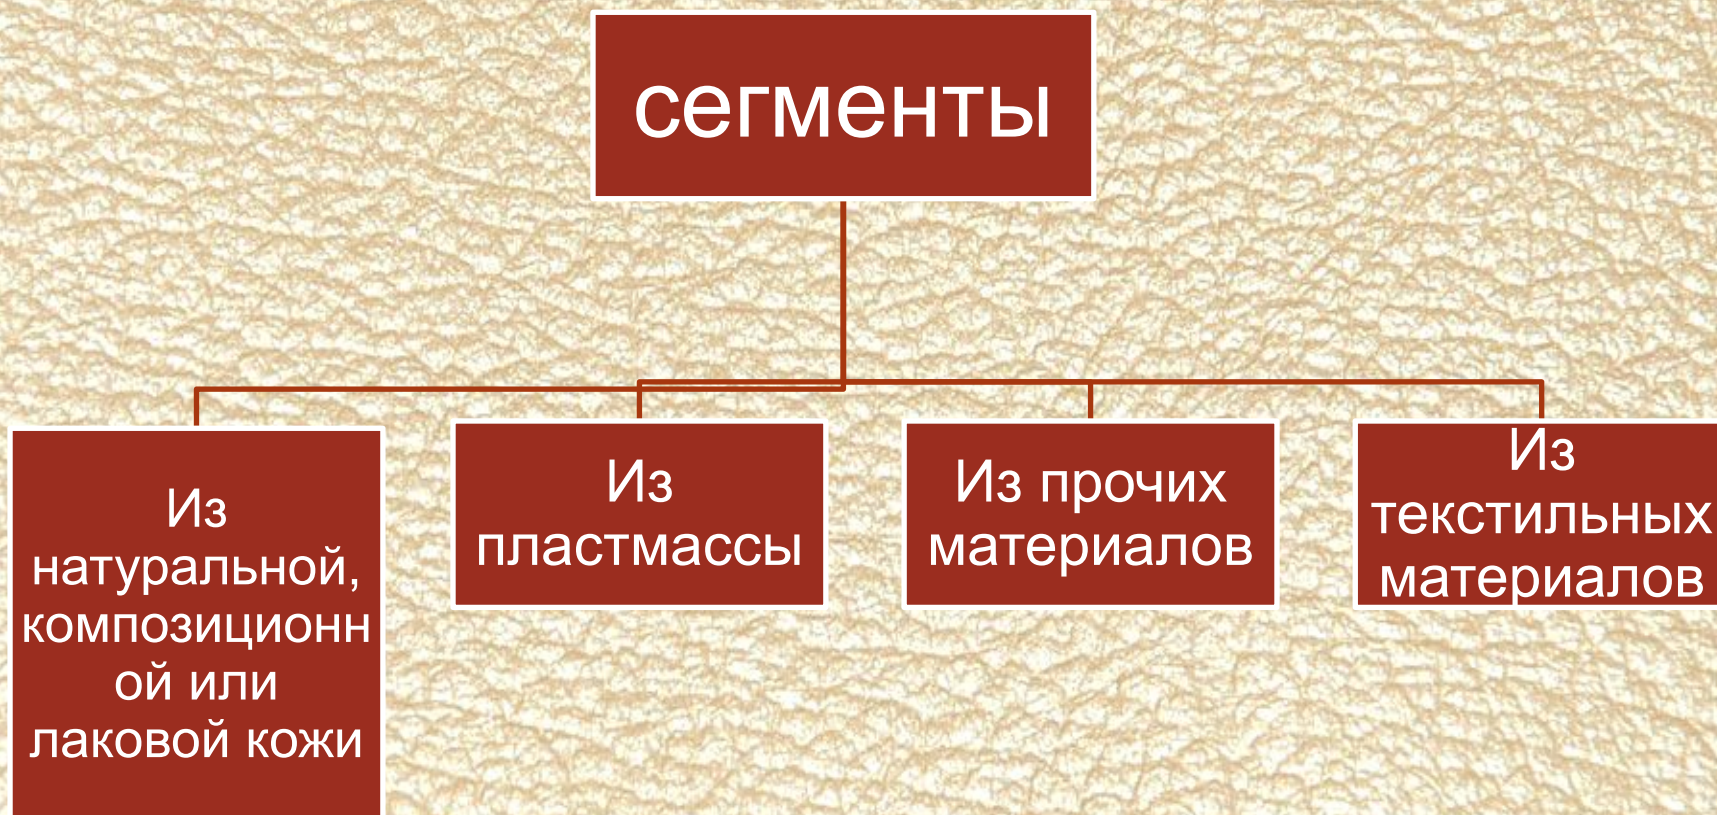 сегменты
Из
натуральной,
композиционн
ой или
лаковой кожи
Из
пластмассы
Из прочих
материалов
Из
текстильных
материалов